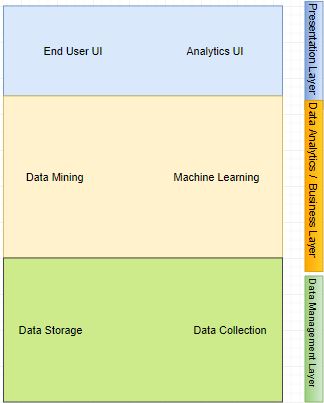 End User UI
Analytics UI
Presentation Layer
Data Mining
Machine Learning
Data Analytics / Business Layer
Data Storage
Data Collection
Data Management Layer